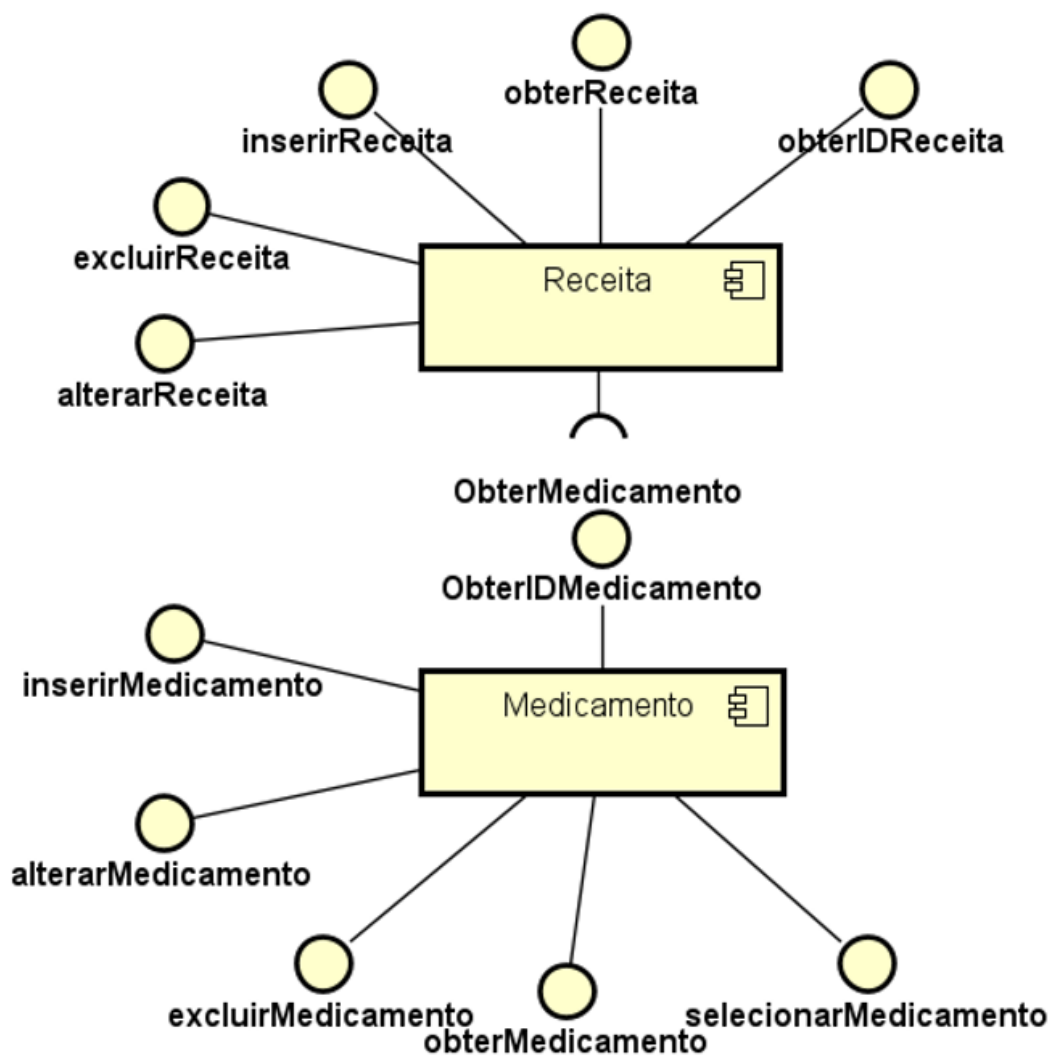 obterReceita
inserirReceita
obterIDReceita
excluirReceita
Receita
alterarReceita
ObterMedicamento
ObterIDMedicamento
inserirMedicamento
Medicamento
alterarMedicamento
excluirMedicamento
selecionarMedicamento
obterMedicamento